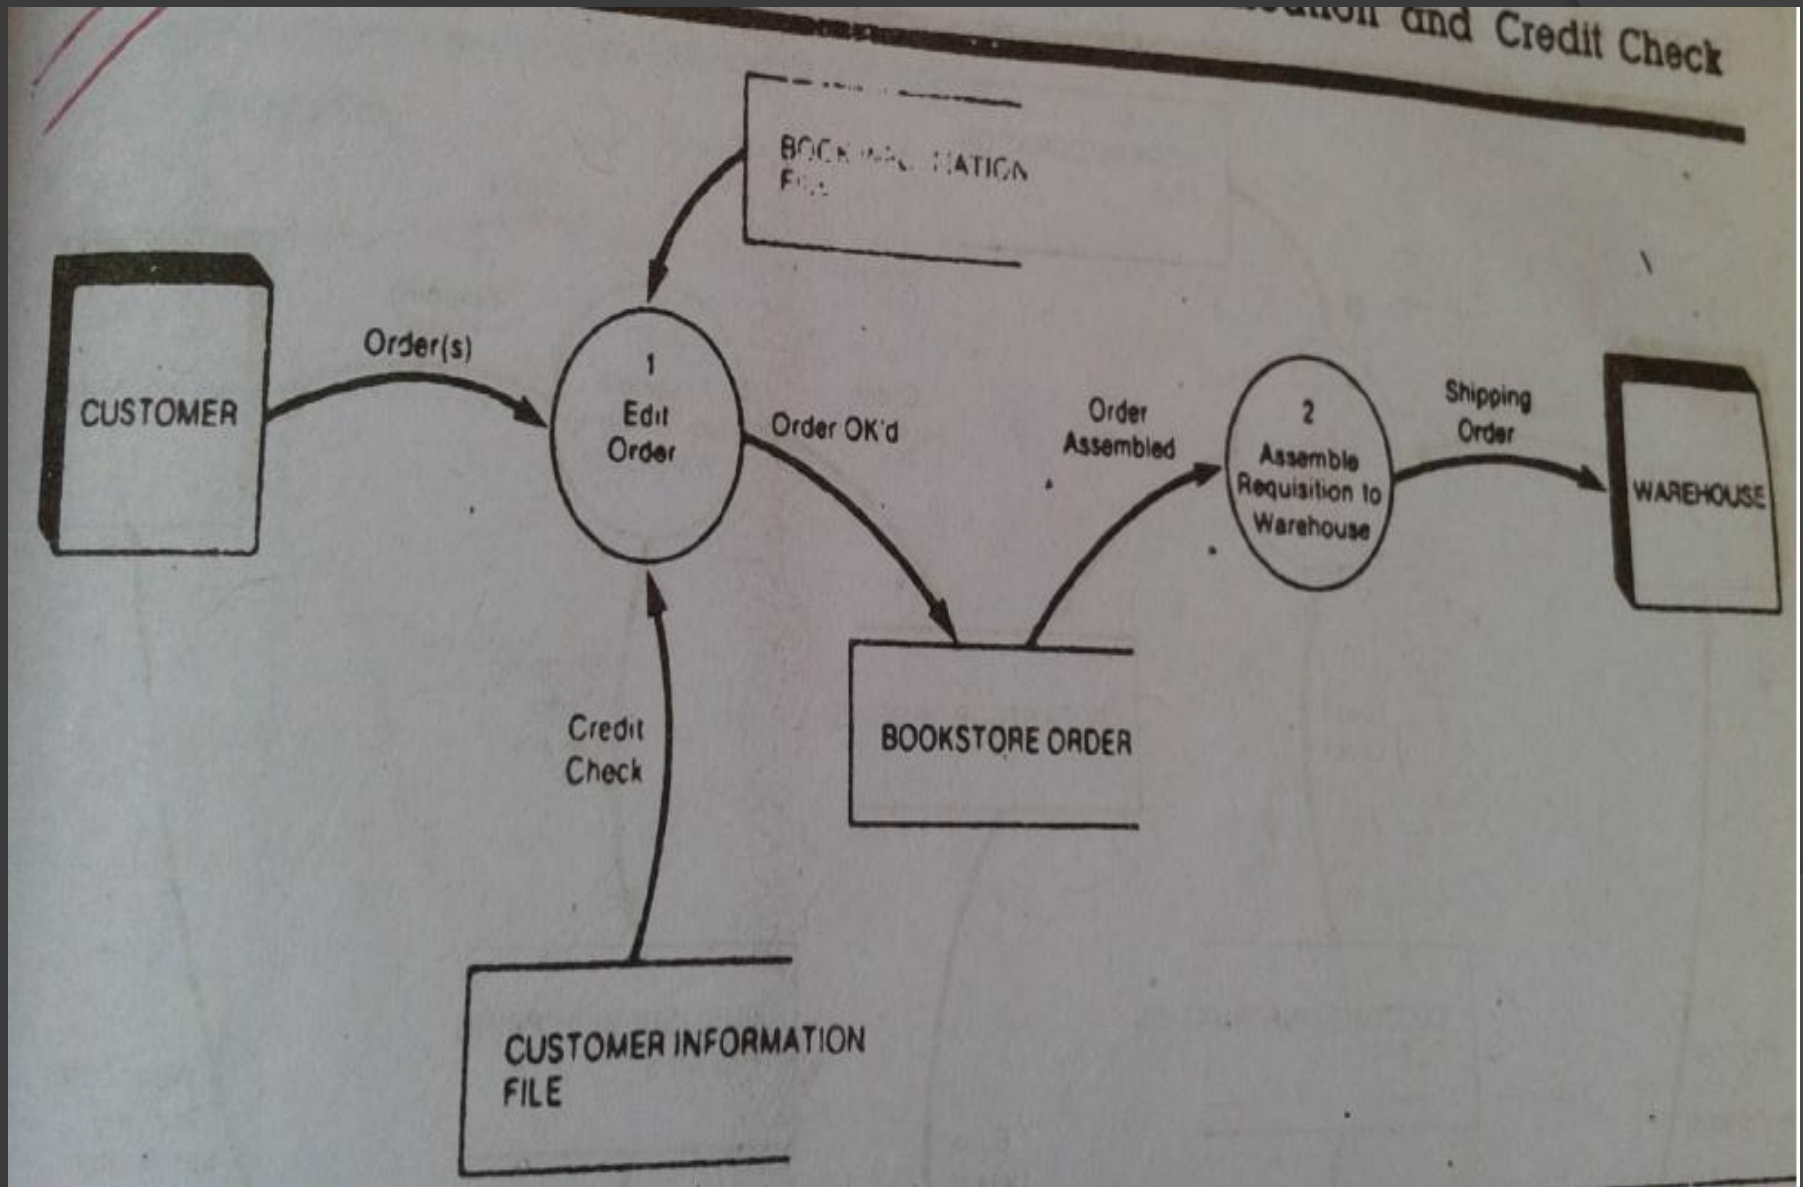 and Credit Check
BOOK
Order(s)
CUSTOMER
1
Edit
Order
Order OK'd
Order
Assembled
2
Assemble
Requisition to
Warehouse
Shipping
Order
WAREHOUSE
Credit
Check
BOOKSTORE ORDER
CUSTOMER INFORMATION
FILE